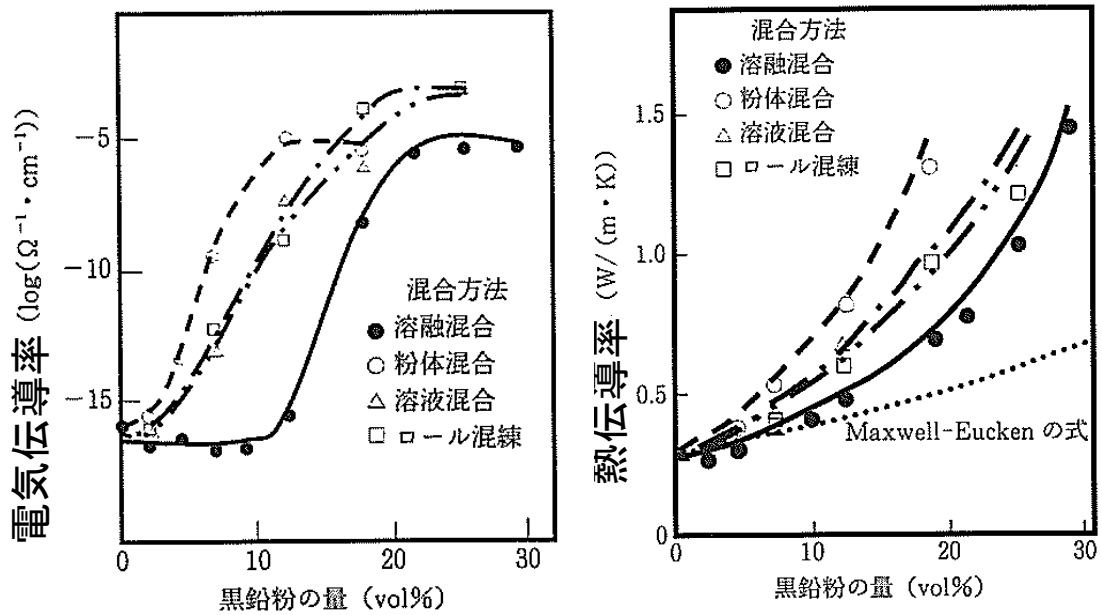 電気伝導率 (log(Ω⁻¹・cm⁻¹))
−5
−10
−15
0
10
20
30
黒鉛粉の量 (vol%)
混合方法
溶融混合
粉体混合
溶液混合
ロール混練
熱伝導率 (W/(m・K))
1.5
1.0
0.5
0
0
10
20
30
黒鉛粉の量 (vol%)
混合方法
溶融混合
粉体混合
溶液混合
ロール混練
Maxwell-Eucken の式